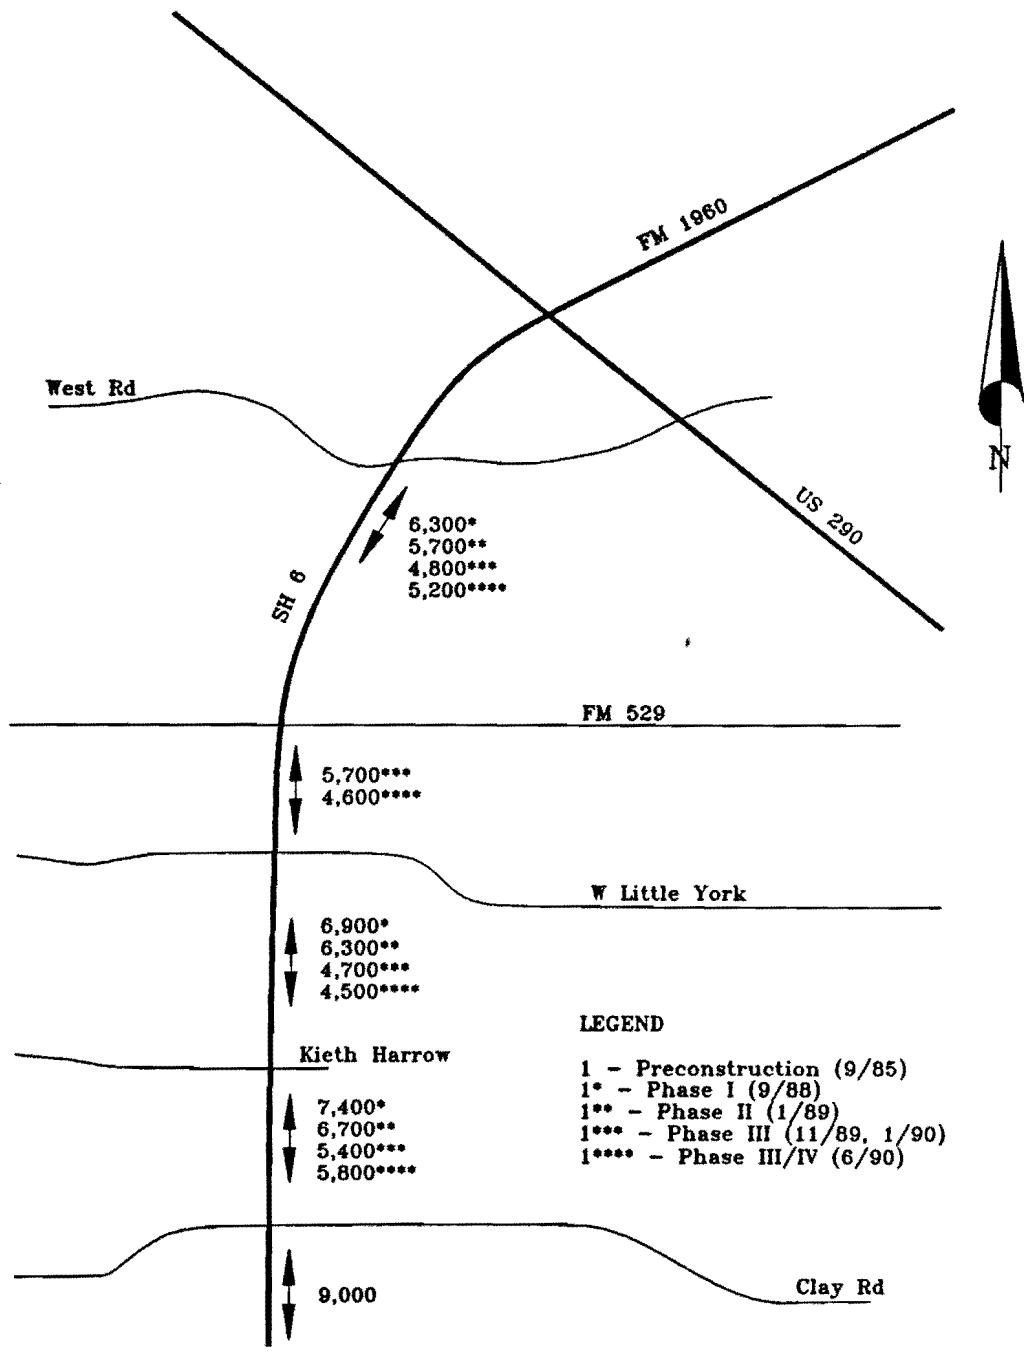 FM 1960
West Rd
N
US 290
6,300*
5,700**
4,800***
5,200****
SH 6
FM 529
5,700***
4,600****
W Little York
6,900*
6,300**
4,700***
4,500****
Kieth Harrow
7,400*
6,700**
5,400***
5,800****
LEGEND
1 - Preconstruction (9/85)
1* - Phase I (9/88)
1** - Phase II (1/89)
1*** - Phase III (11/89, 1/90)
1**** - Phase III/IV (6/90)
Clay Rd
9,000